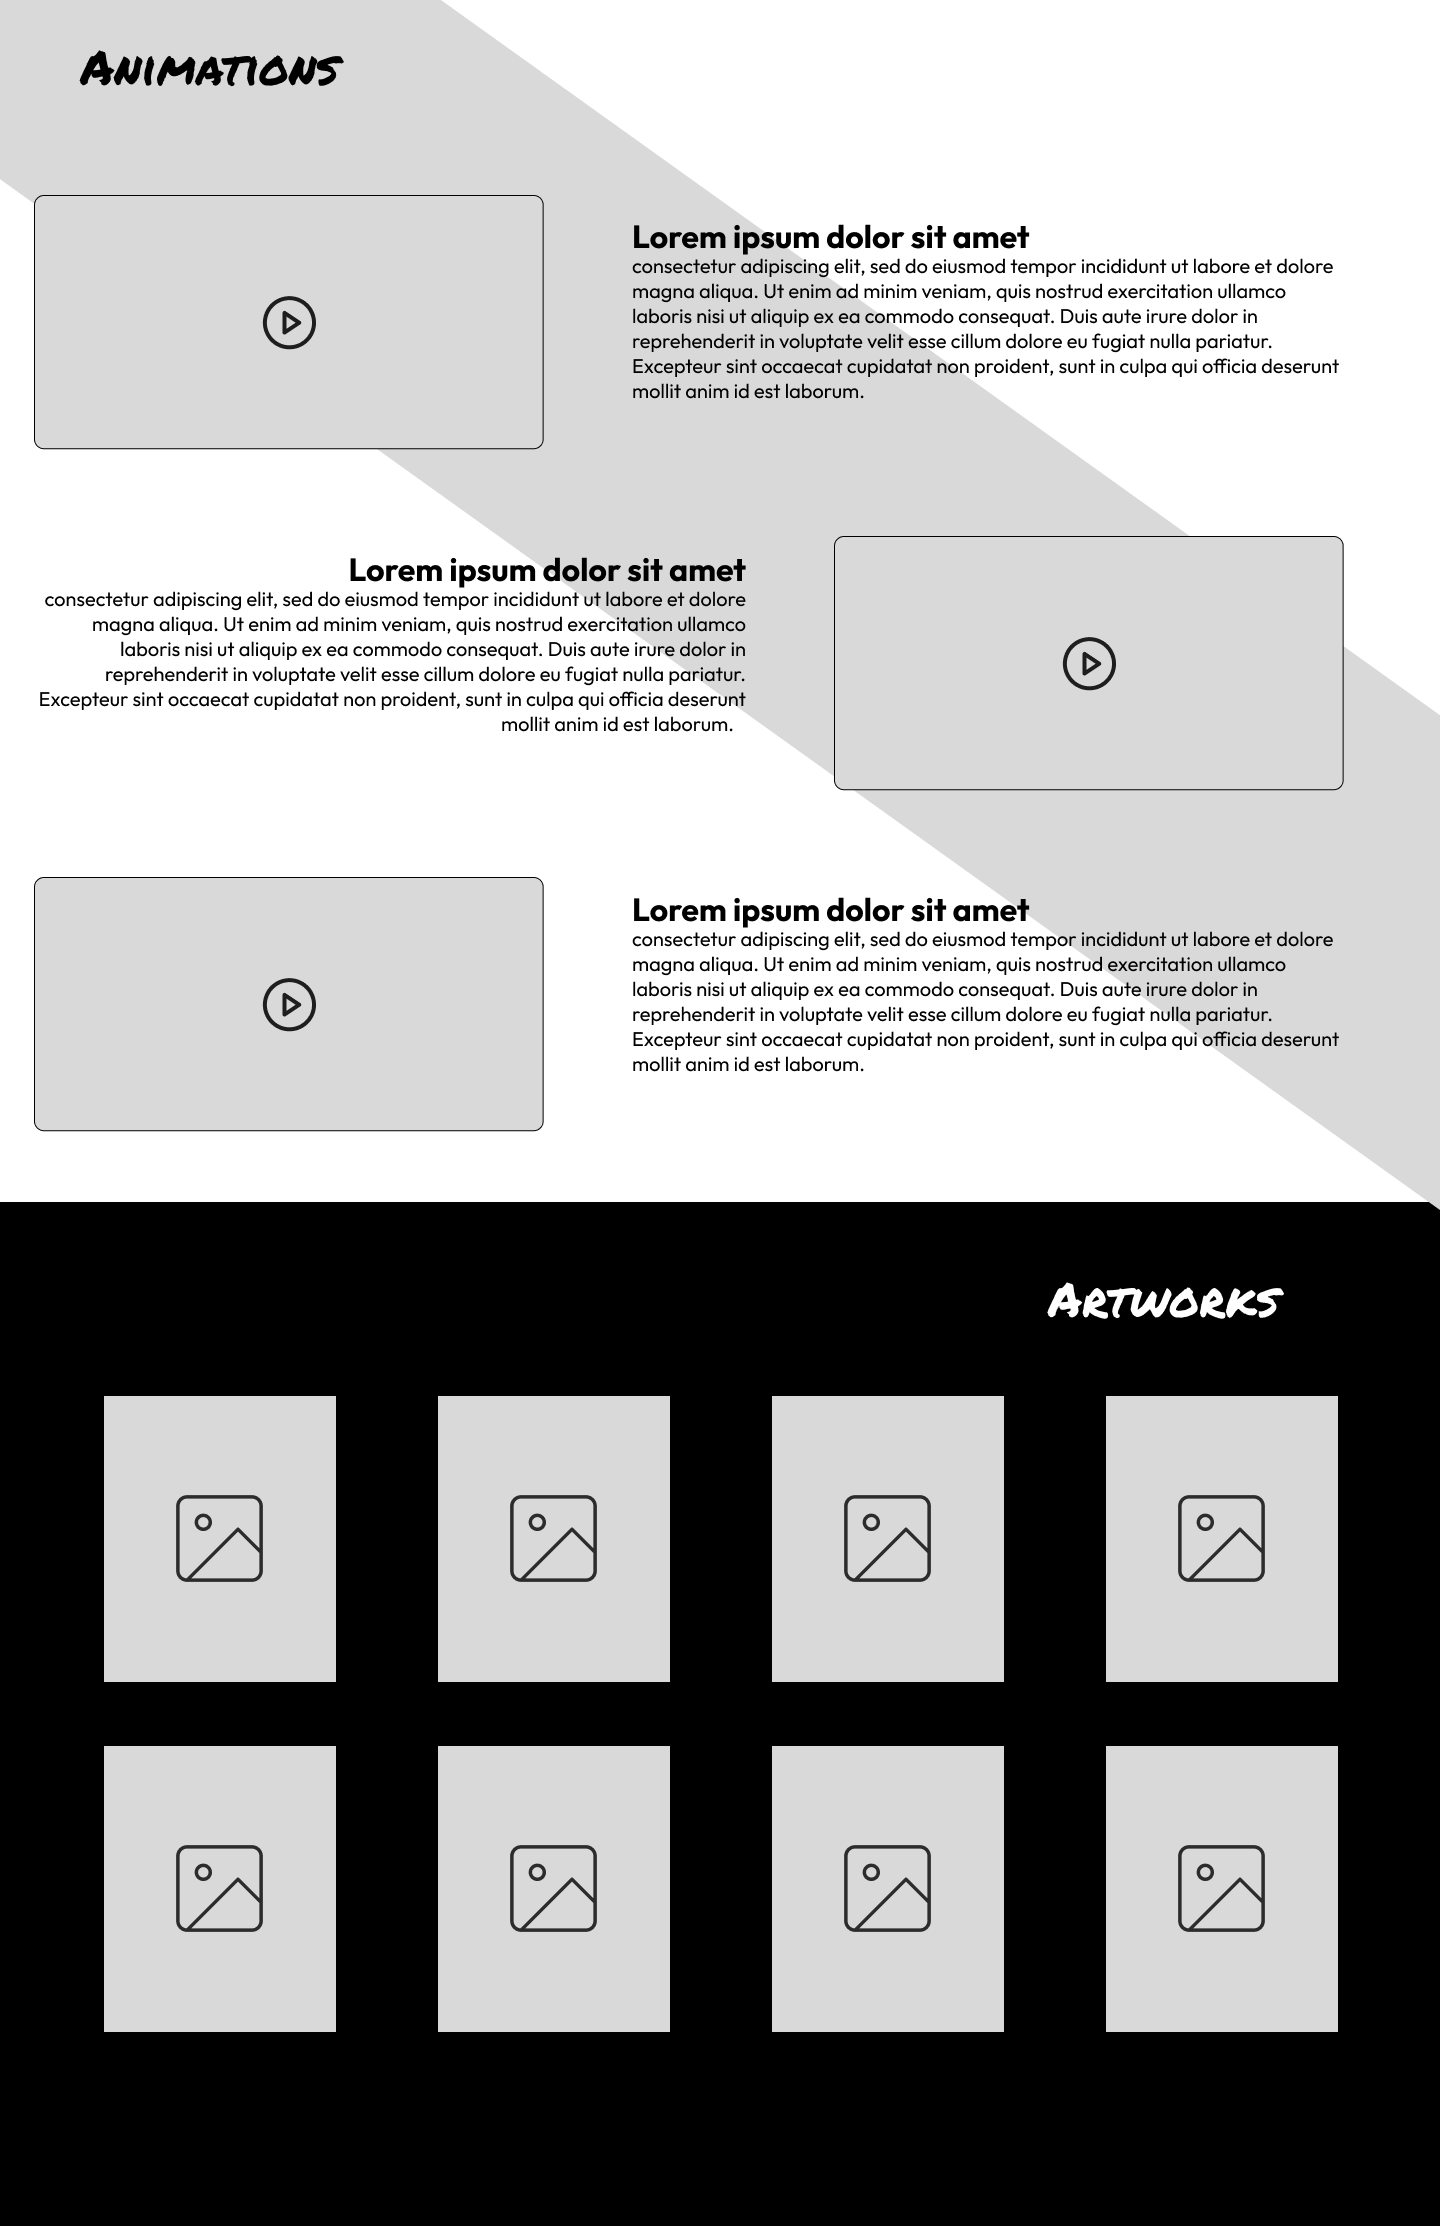 Animations
Lorem ipsum dolor sit amet
consectetur adipiscing elit, sed do eiusmod tempor incididunt ut labore et dolore
magna aliqua. Ut enim ad minim veniam, quis nostrud exercitation ullamco
laboris nisi ut aliquip ex ea commodo consequat. Duis aute irure dolor in
reprehenderit in voluptate velit esse cillum dolore eu fugiat nulla pariatur.
Excepteur sint occaecat cupidatat non proident, sunt in culpa qui officia deserunt
mollit anim id est laborum.
Lorem ipsum dolor sit amet
consectetur adipiscing elit, sed do eiusmod tempor incididunt ut labore et dolore
magna aliqua. Ut enim ad minim veniam, quis nostrud exercitation ullamco
laboris nisi ut aliquip ex ea commodo consequat. Duis aute irure dolor in
reprehenderit in voluptate velit esse cillum dolore eu fugiat nulla pariatur.
Excepteur sint occaecat cupidatat non proident, sunt in culpa qui officia deserunt
mollit anim id est laborum.
Lorem ipsum dolor sit amet
consectetur adipiscing elit, sed do eiusmod tempor incididunt ut labore et dolore
magna aliqua. Ut enim ad minim veniam, quis nostrud exercitation ullamco
laboris nisi ut aliquip ex ea commodo consequat. Duis aute irure dolor in
reprehenderit in voluptate velit esse cillum dolore eu fugiat nulla pariatur.
Excepteur sint occaecat cupidatat non proident, sunt in culpa qui officia deserunt
mollit anim id est laborum.
Artworks